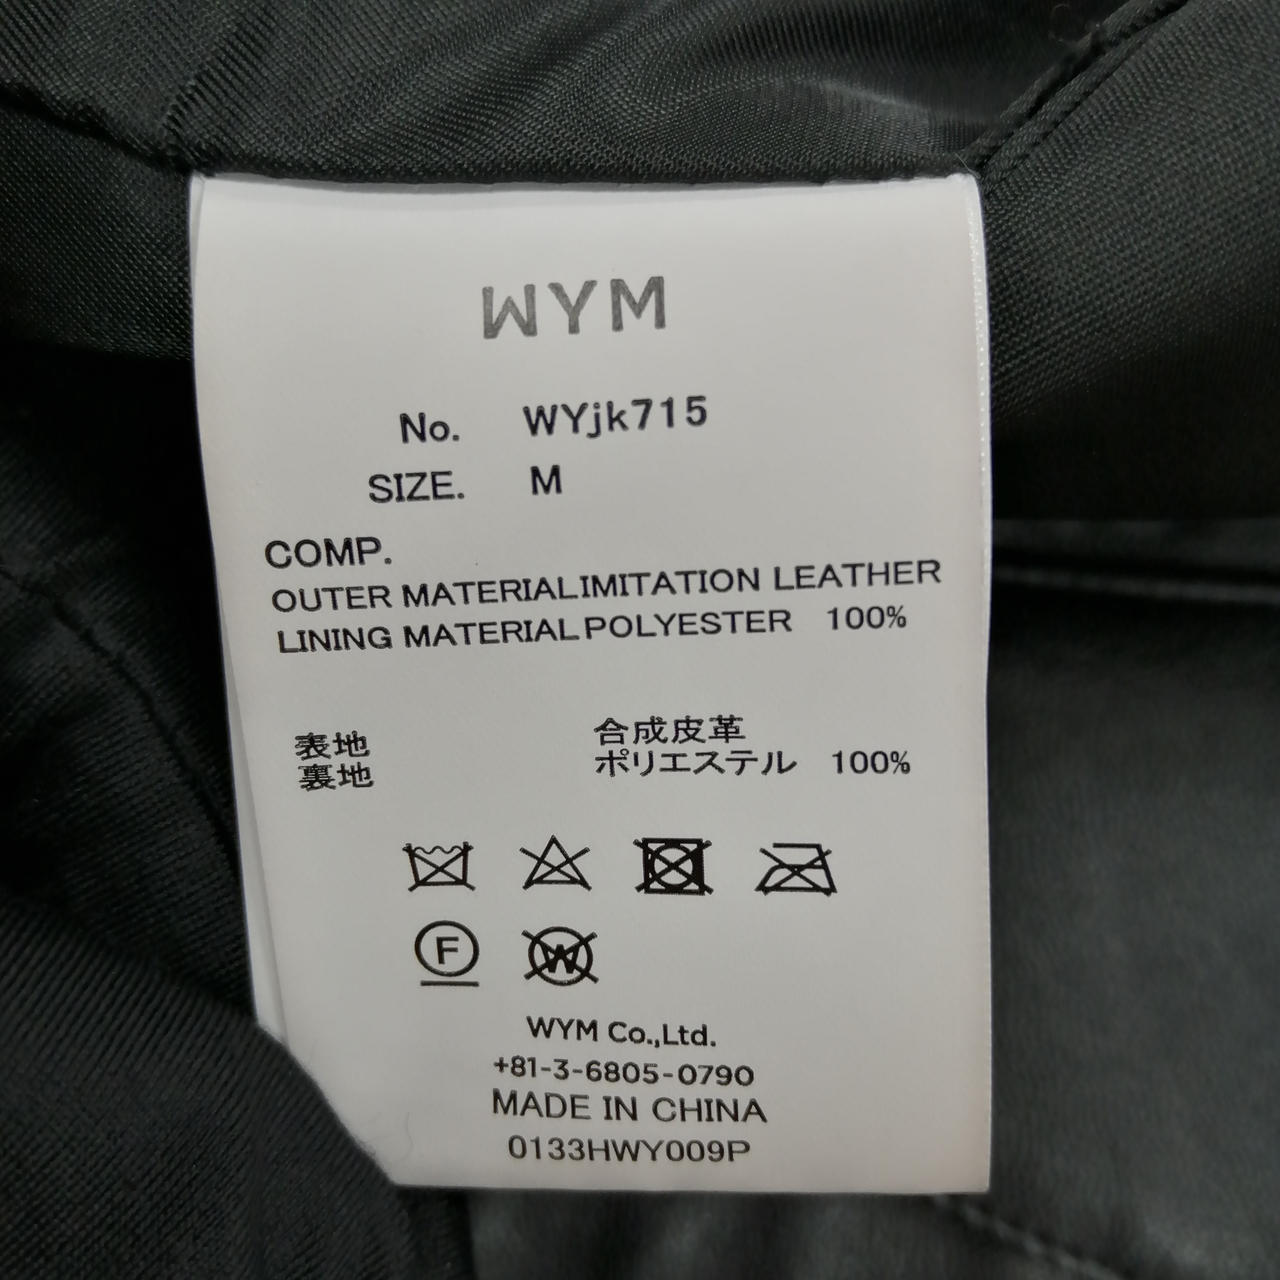 WYM
No. WYjk715
SIZE. M
COMP.
OUTER MATERIALIMITATION LEATHER
LINING MATERIALPOLYESTER 100%
表地 合成皮革
裏地 ポリエステル 100%
F W
WYM Co.,Ltd.
+81-3-6805-0790
MADE IN CHINA
0133HWY009P